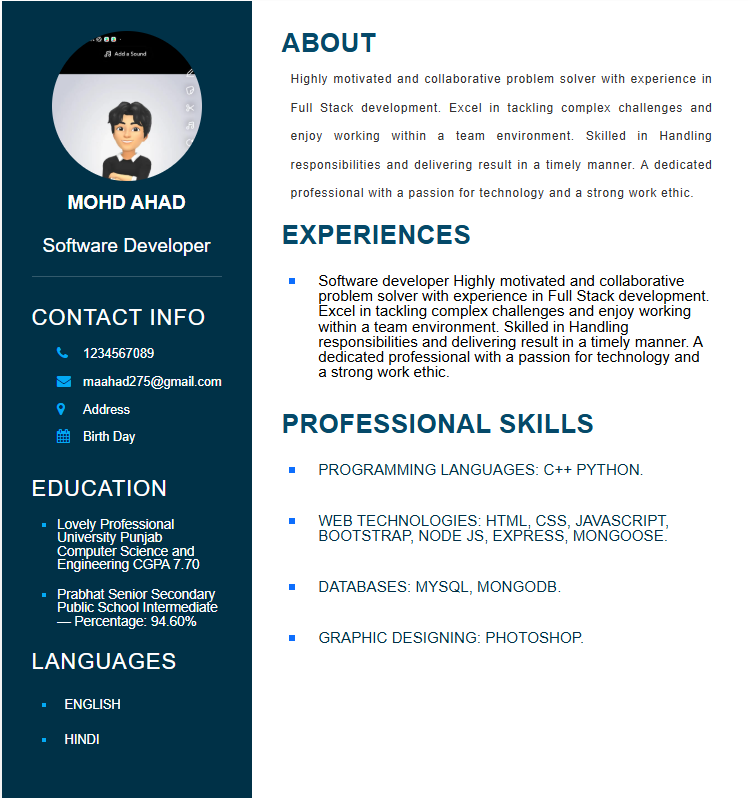 Add a Sound
MOHD AHAD
Software Developer
CONTACT INFO
1234567089
maahad275@gmail.com
Address
Birth Day
EDUCATION
Lovely Professional
University Punjab
Computer Science and
Engineering CGPA 7.70
Prabhat Senior Secondary
Public School Intermediate
— Percentage: 94.60%
LANGUAGES
ENGLISH
HINDI
ABOUT
Highly motivated and collaborative problem solver with experience in
Full Stack development. Excel in tackling complex challenges and
enjoy working within a team environment. Skilled in Handling
responsibilities and delivering result in a timely manner. A dedicated
professional with a passion for technology and a strong work ethic.
EXPERIENCES
Software developer Highly motivated and collaborative
problem solver with experience in Full Stack development.
Excel in tackling complex challenges and enjoy working
within a team environment. Skilled in Handling
responsibilities and delivering result in a timely manner. A
dedicated professional with a passion for technology and
a strong work ethic.
PROFESSIONAL SKILLS
PROGRAMMING LANGUAGES: C++ PYTHON.
WEB TECHNOLOGIES: HTML, CSS, JAVASCRIPT,
BOOTSTRAP, NODE JS, EXPRESS, MONGOOSE.
DATABASES: MYSQL, MONGODB.
GRAPHIC DESIGNING: PHOTOSHOP.